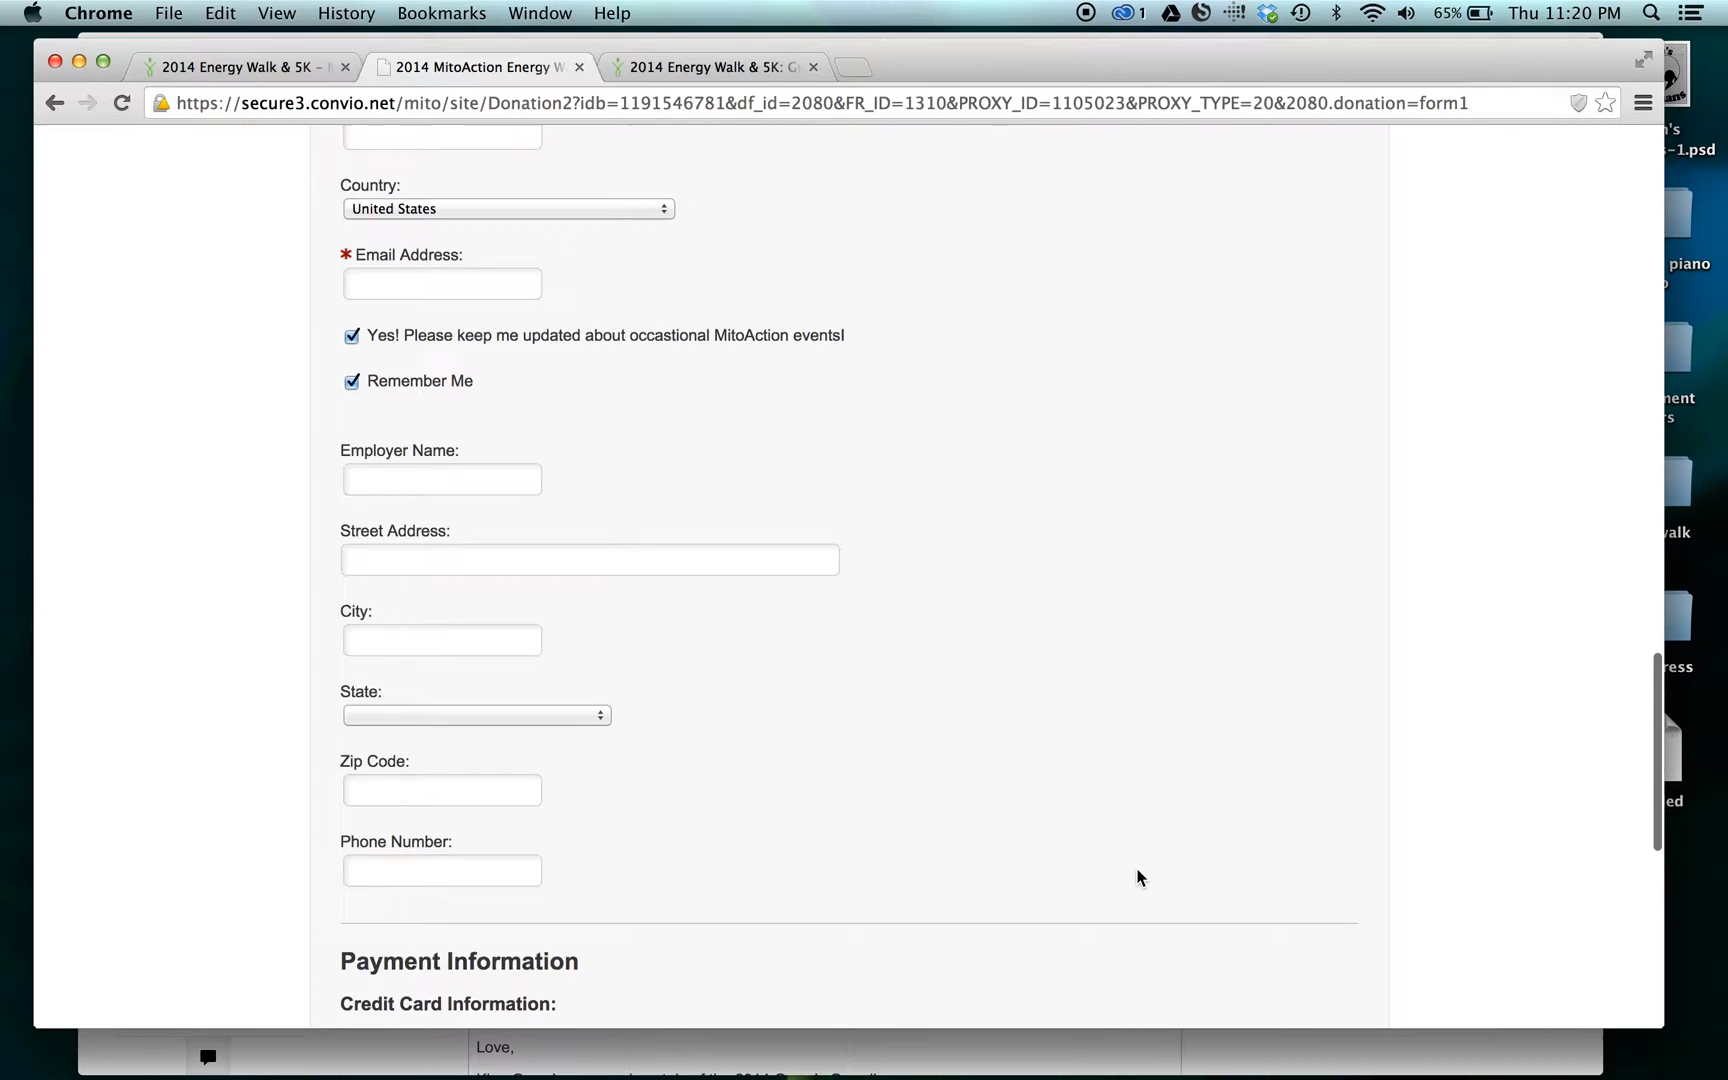 Chrome File Edit View History Bookmarks Window Help 1 65% Thu 11:20 PM
2014 Energy Walk & 5K – 2014 MitoAction Energy W 2014 Energy Walk & 5K: G
https://secure3.convio.net/mito/site/Donation2?idb=1191546781&df_id=2080&FR_ID=1310&PROXY_ID=1105023&PROXY_TYPE=20&2080.donation=form1
's
-1.psd
Country:
United States
* Email Address:
piano
Yes! Please keep me updated about occastional MitoAction events!
Remember Me
Employer Name:
Street Address:
City:
State:
Zip Code:
Phone Number:
Payment Information
Credit Card Information:
Love,